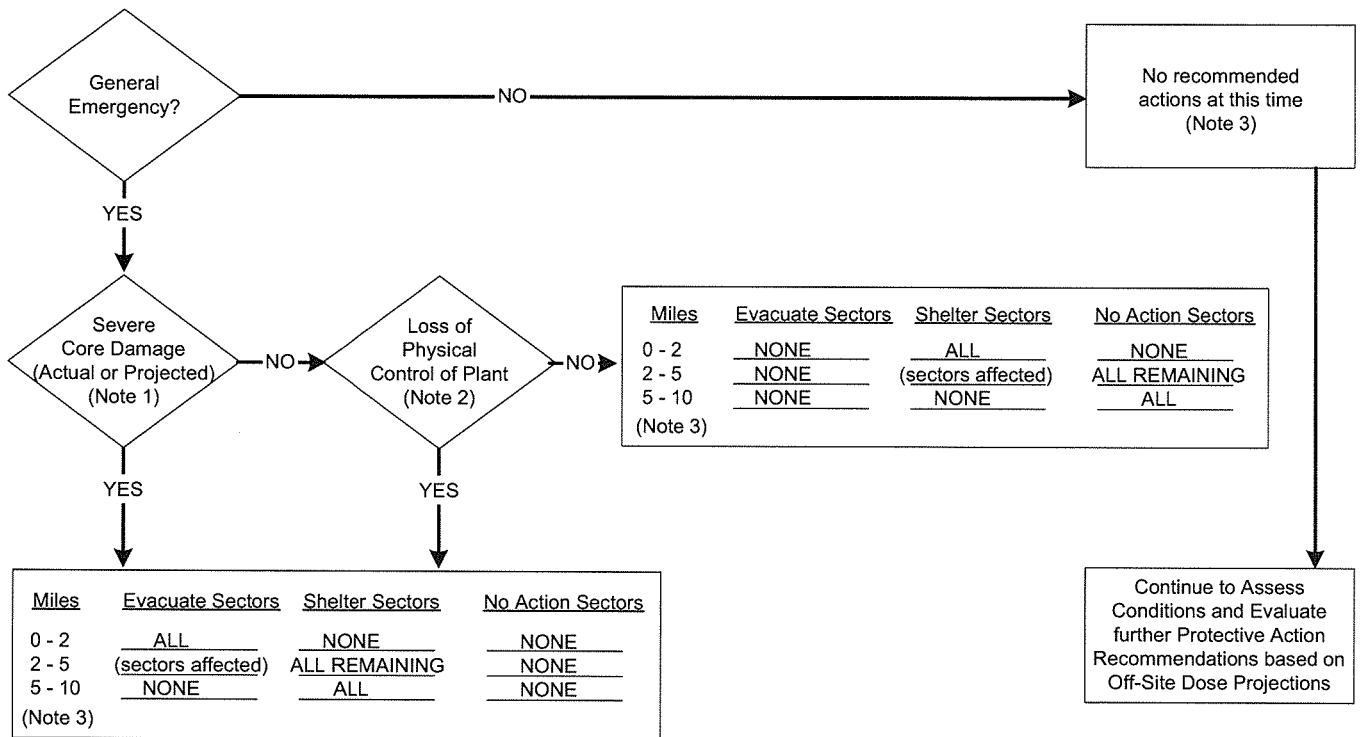 General
Emergency?
NO
No recommended
actions at this time
(Note 3)
YES
Severe
Core Damage
(Actual or Projected)
(Note 1)
NO
Loss of
Physical
Control of Plant
(Note 2)
NO
Miles Evacuate Sectors Shelter Sectors No Action Sectors
0 - 2 NONE ALL NONE
2 - 5 NONE (sectors affected) ALL REMAINING
5 - 10 NONE NONE ALL
(Note 3)
YES
YES
Miles Evacuate Sectors Shelter Sectors No Action Sectors
0 - 2 ALL NONE NONE
2 - 5 (sectors affected) ALL REMAINING NONE
5 - 10 NONE ALL NONE
(Note 3)
Continue to Assess
Conditions and Evaluate
further Protective Action
Recommendations based on
Off-Site Dose Projections